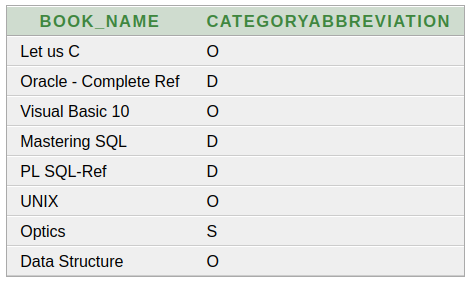 BOOK_NAME CATEGORYABBREVIATION
Let us C O
Oracle - Complete Ref D
Visual Basic 10 O
Mastering SQL D
PL SQL-Ref D
UNIX O
Optics S
Data Structure O